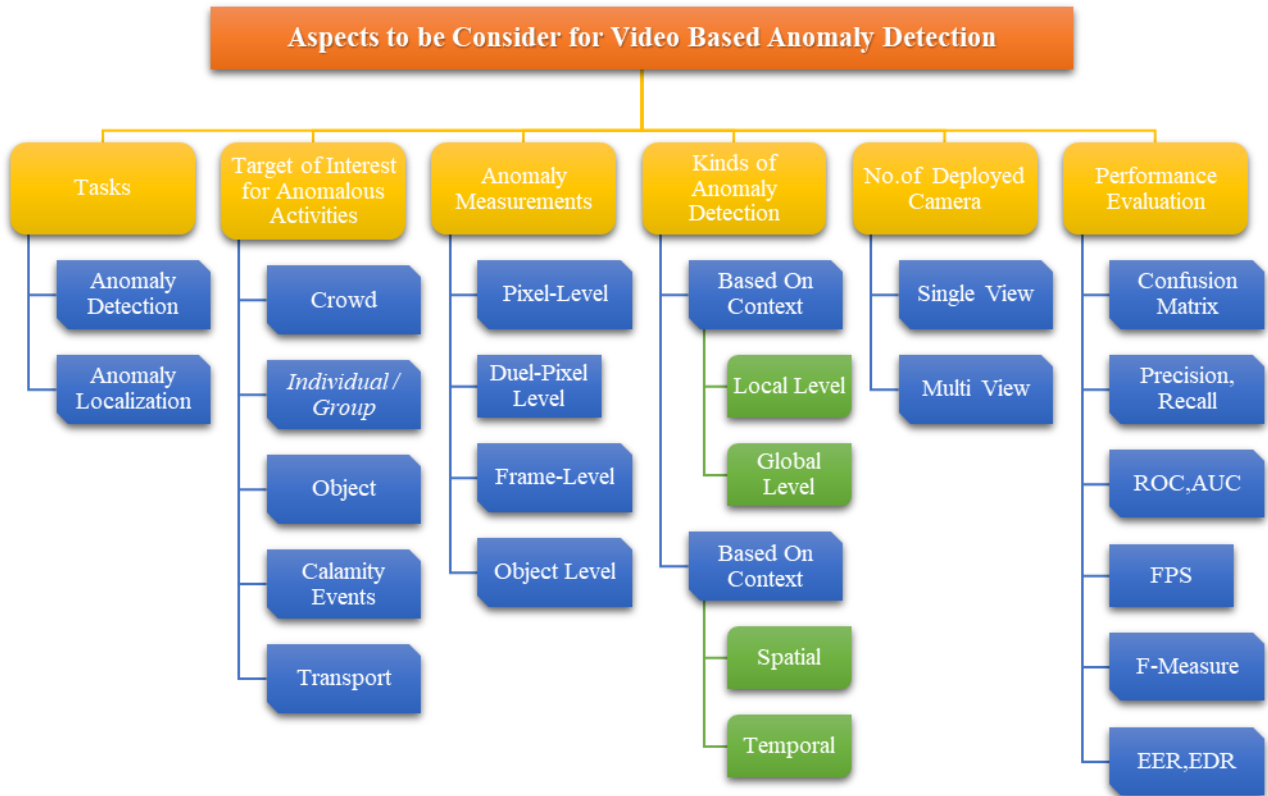 Aspects to be Consider for Video Based Anomaly Detection
Tasks
Anomaly
Detection
Anomaly
Localization
Target of Interest
for Anomalous
Activities
Crowd
Individual /
Group
Object
Calamity
Events
Transport
Anomaly
Measurements
Pixel-Level
Duel-Pixel
Level
Frame-Level
Object Level
Kinds of
Anomaly
Detection
Based On
Context
Local Level
Global
Level
Based On
Context
Spatial
Temporal
No.of Deployed
Camera
Single View
Multi View
Performance
Evaluation
Confusion
Matrix
Precision,
Recall
ROC,AUC
FPS
F-Measure
EER,EDR